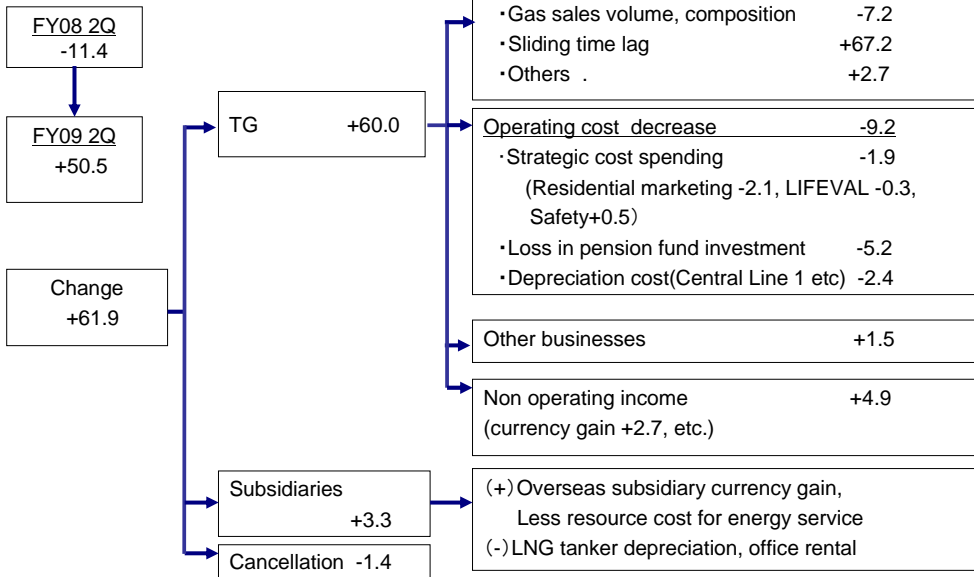 FY08 2Q
-11.4
FY09 2Q
+50.5
Change
+61.9
TG +60.0
Subsidiaries
+3.3
Cancellation -1.4
・Gas sales volume, composition -7.2
・Sliding time lag +67.2
・Others . +2.7
Operating cost decrease -9.2
・Strategic cost spending -1.9
(Residential marketing -2.1, LIFEVAL -0.3,
Safety+0.5）
・Loss in pension fund investment -5.2
・Depreciation cost(Central Line 1 etc) -2.4
Other businesses +1.5
Non operating income +4.9
(currency gain +2.7, etc.)
（+）Overseas subsidiary currency gain,
Less resource cost for energy service
（-）LNG tanker depreciation, office rental